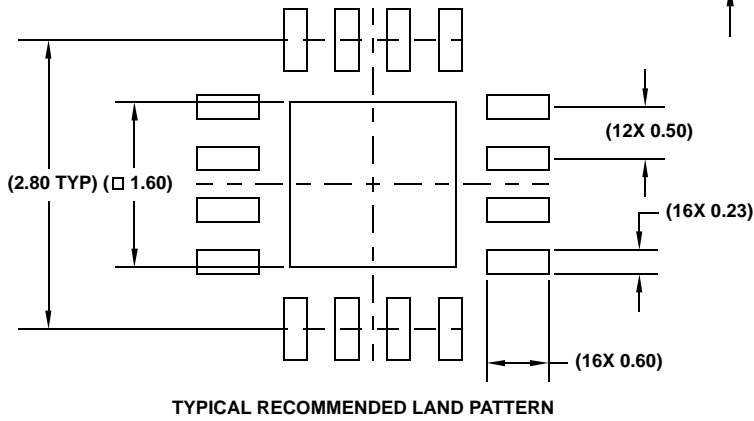 (12X 0.50)
(2.80 TYP) (□ 1.60)
(16X 0.23)
(16X 0.60)
TYPICAL RECOMMENDED LAND PATTERN